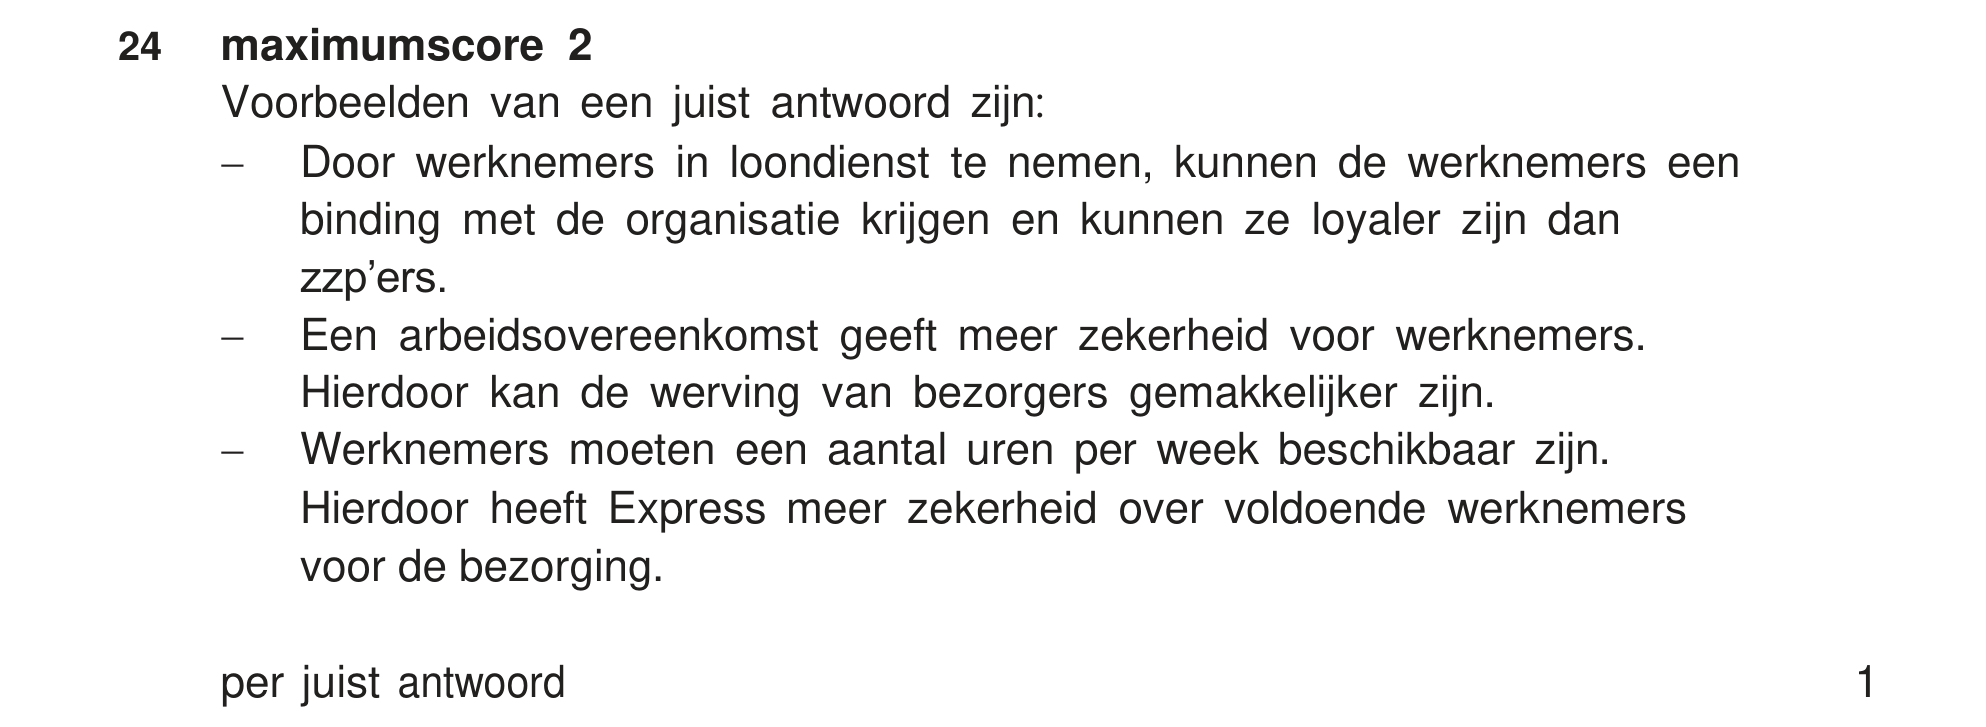 24 maximumscore 2
Voorbeelden van een juist antwoord zijn:
– Door werknemers in loondienst te nemen, kunnen de werknemers een
binding met de organisatie krijgen en kunnen ze loyaler zijn dan
zzp’ers.
– Een arbeidsovereenkomst geeft meer zekerheid voor werknemers.
Hierdoor kan de werving van bezorgers gemakkelijker zijn.
– Werknemers moeten een aantal uren per week beschikbaar zijn.
Hierdoor heeft Express meer zekerheid over voldoende werknemers
voor de bezorging.
per juist antwoord 1